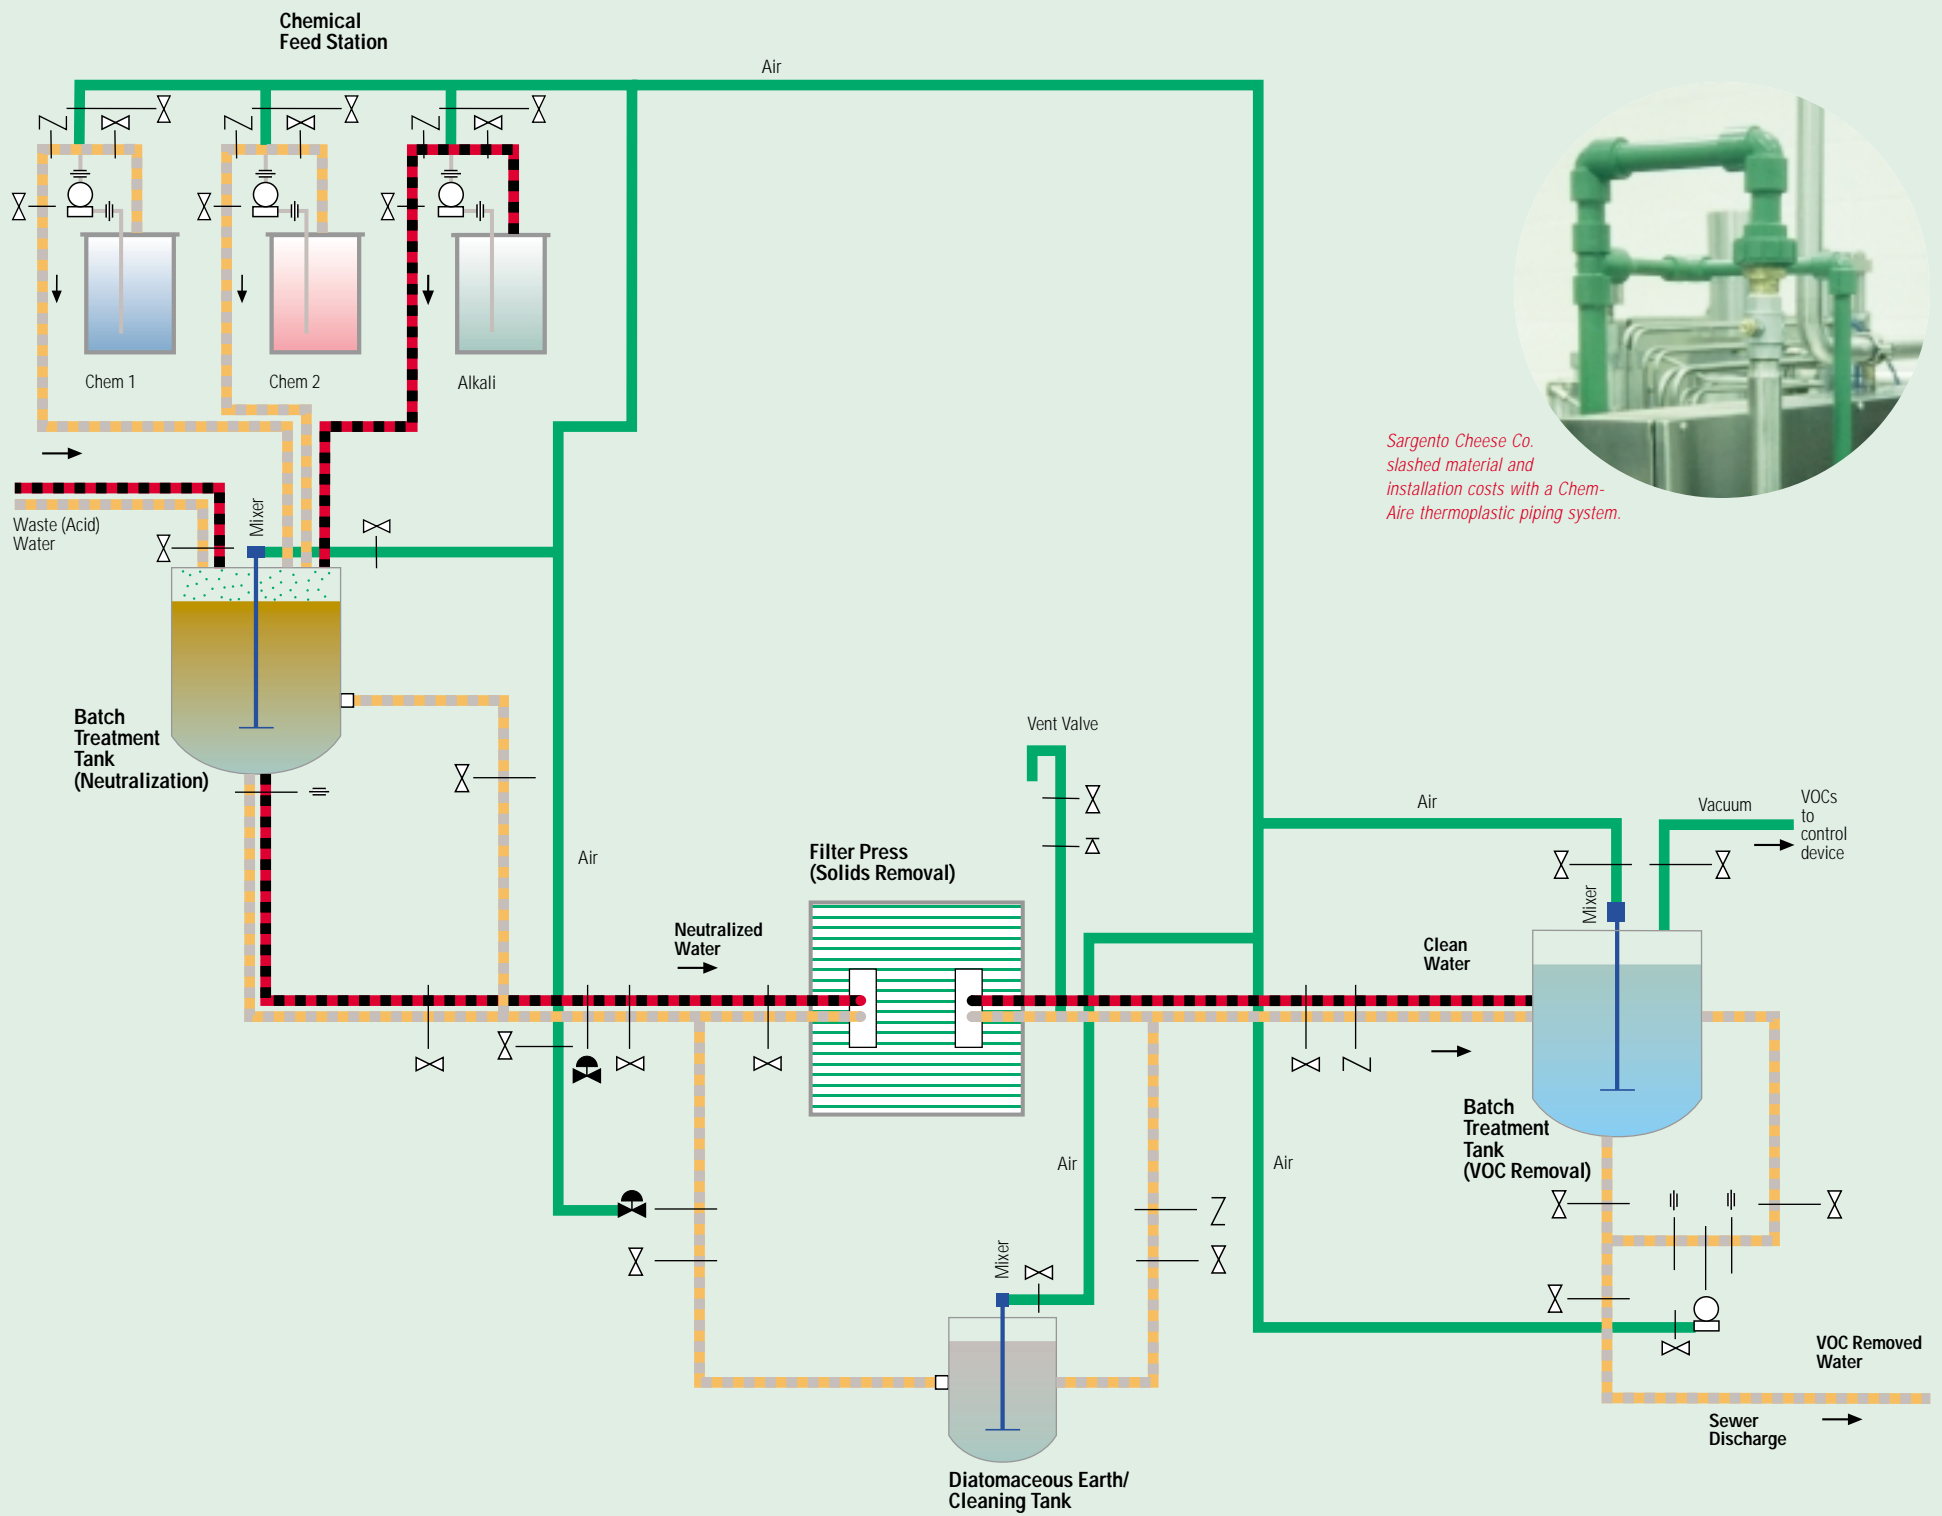 Chemical
Feed Station
Air
Chem 1
Chem 2
Alkali
Sargento Cheese Co.
slashed material and
installation costs with a Chem-
Aire thermoplastic piping system.
Waste (Acid)
Water
Mixer
Batch
Treatment
Tank
(Neutralization)
Vent Valve
Air
Air
Vacuum
VOCs
to
control
device
Filter Press
(Solids Removal)
Mixer
Neutralized
Water
Clean
Water
Batch
Treatment
Tank
(VOC Removal)
Air
Air
Mixer
VOC Removed
Water
Sewer
Discharge
Diatomaceous Earth/
Cleaning Tank